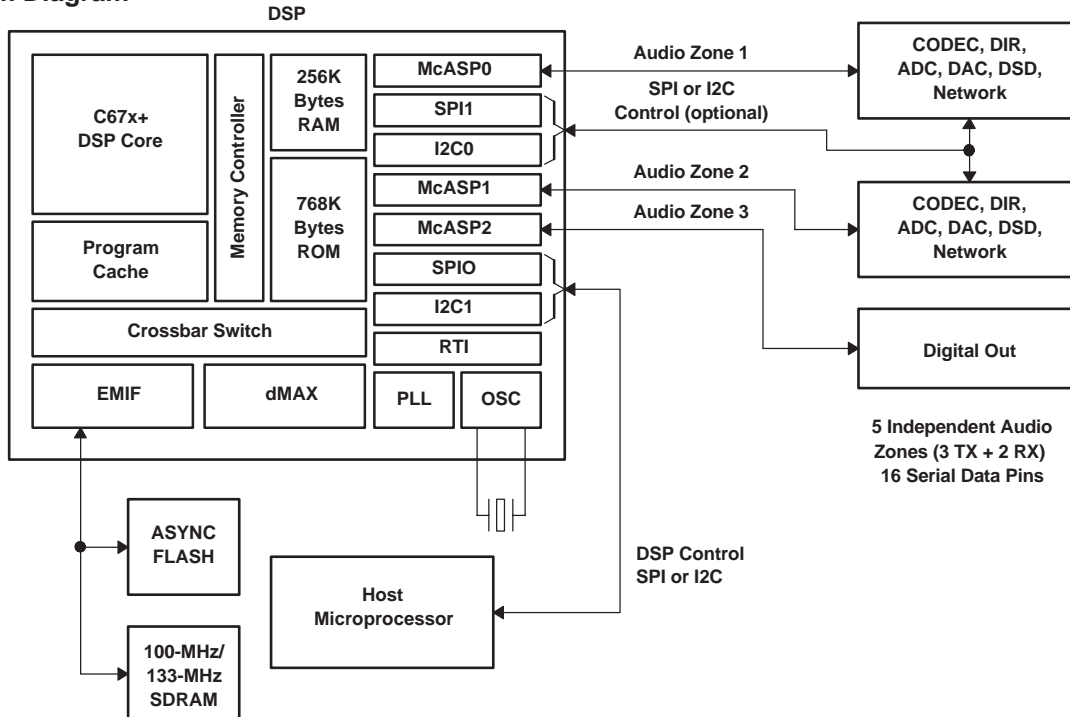 DSP
C67x+
DSP Core
Program
Cache
Memory Controller
256K
Bytes
RAM
768K
Bytes
ROM
McASP0
SPI1
I2C0
McASP1
McASP2
SPIO
I2C1
RTI
Crossbar Switch
EMIF
dMAX
PLL
OSC
Audio Zone 1
SPI or I2C
Control (optional)
Audio Zone 2
Audio Zone 3
CODEC, DIR,
ADC, DAC, DSD,
Network
CODEC, DIR,
ADC, DAC, DSD,
Network
Digital Out
5 Independent Audio
Zones (3 TX + 2 RX)
16 Serial Data Pins
ASYNC
FLASH
100-MHz/
133-MHz
SDRAM
Host
Microprocessor
DSP Control
SPI or I2C